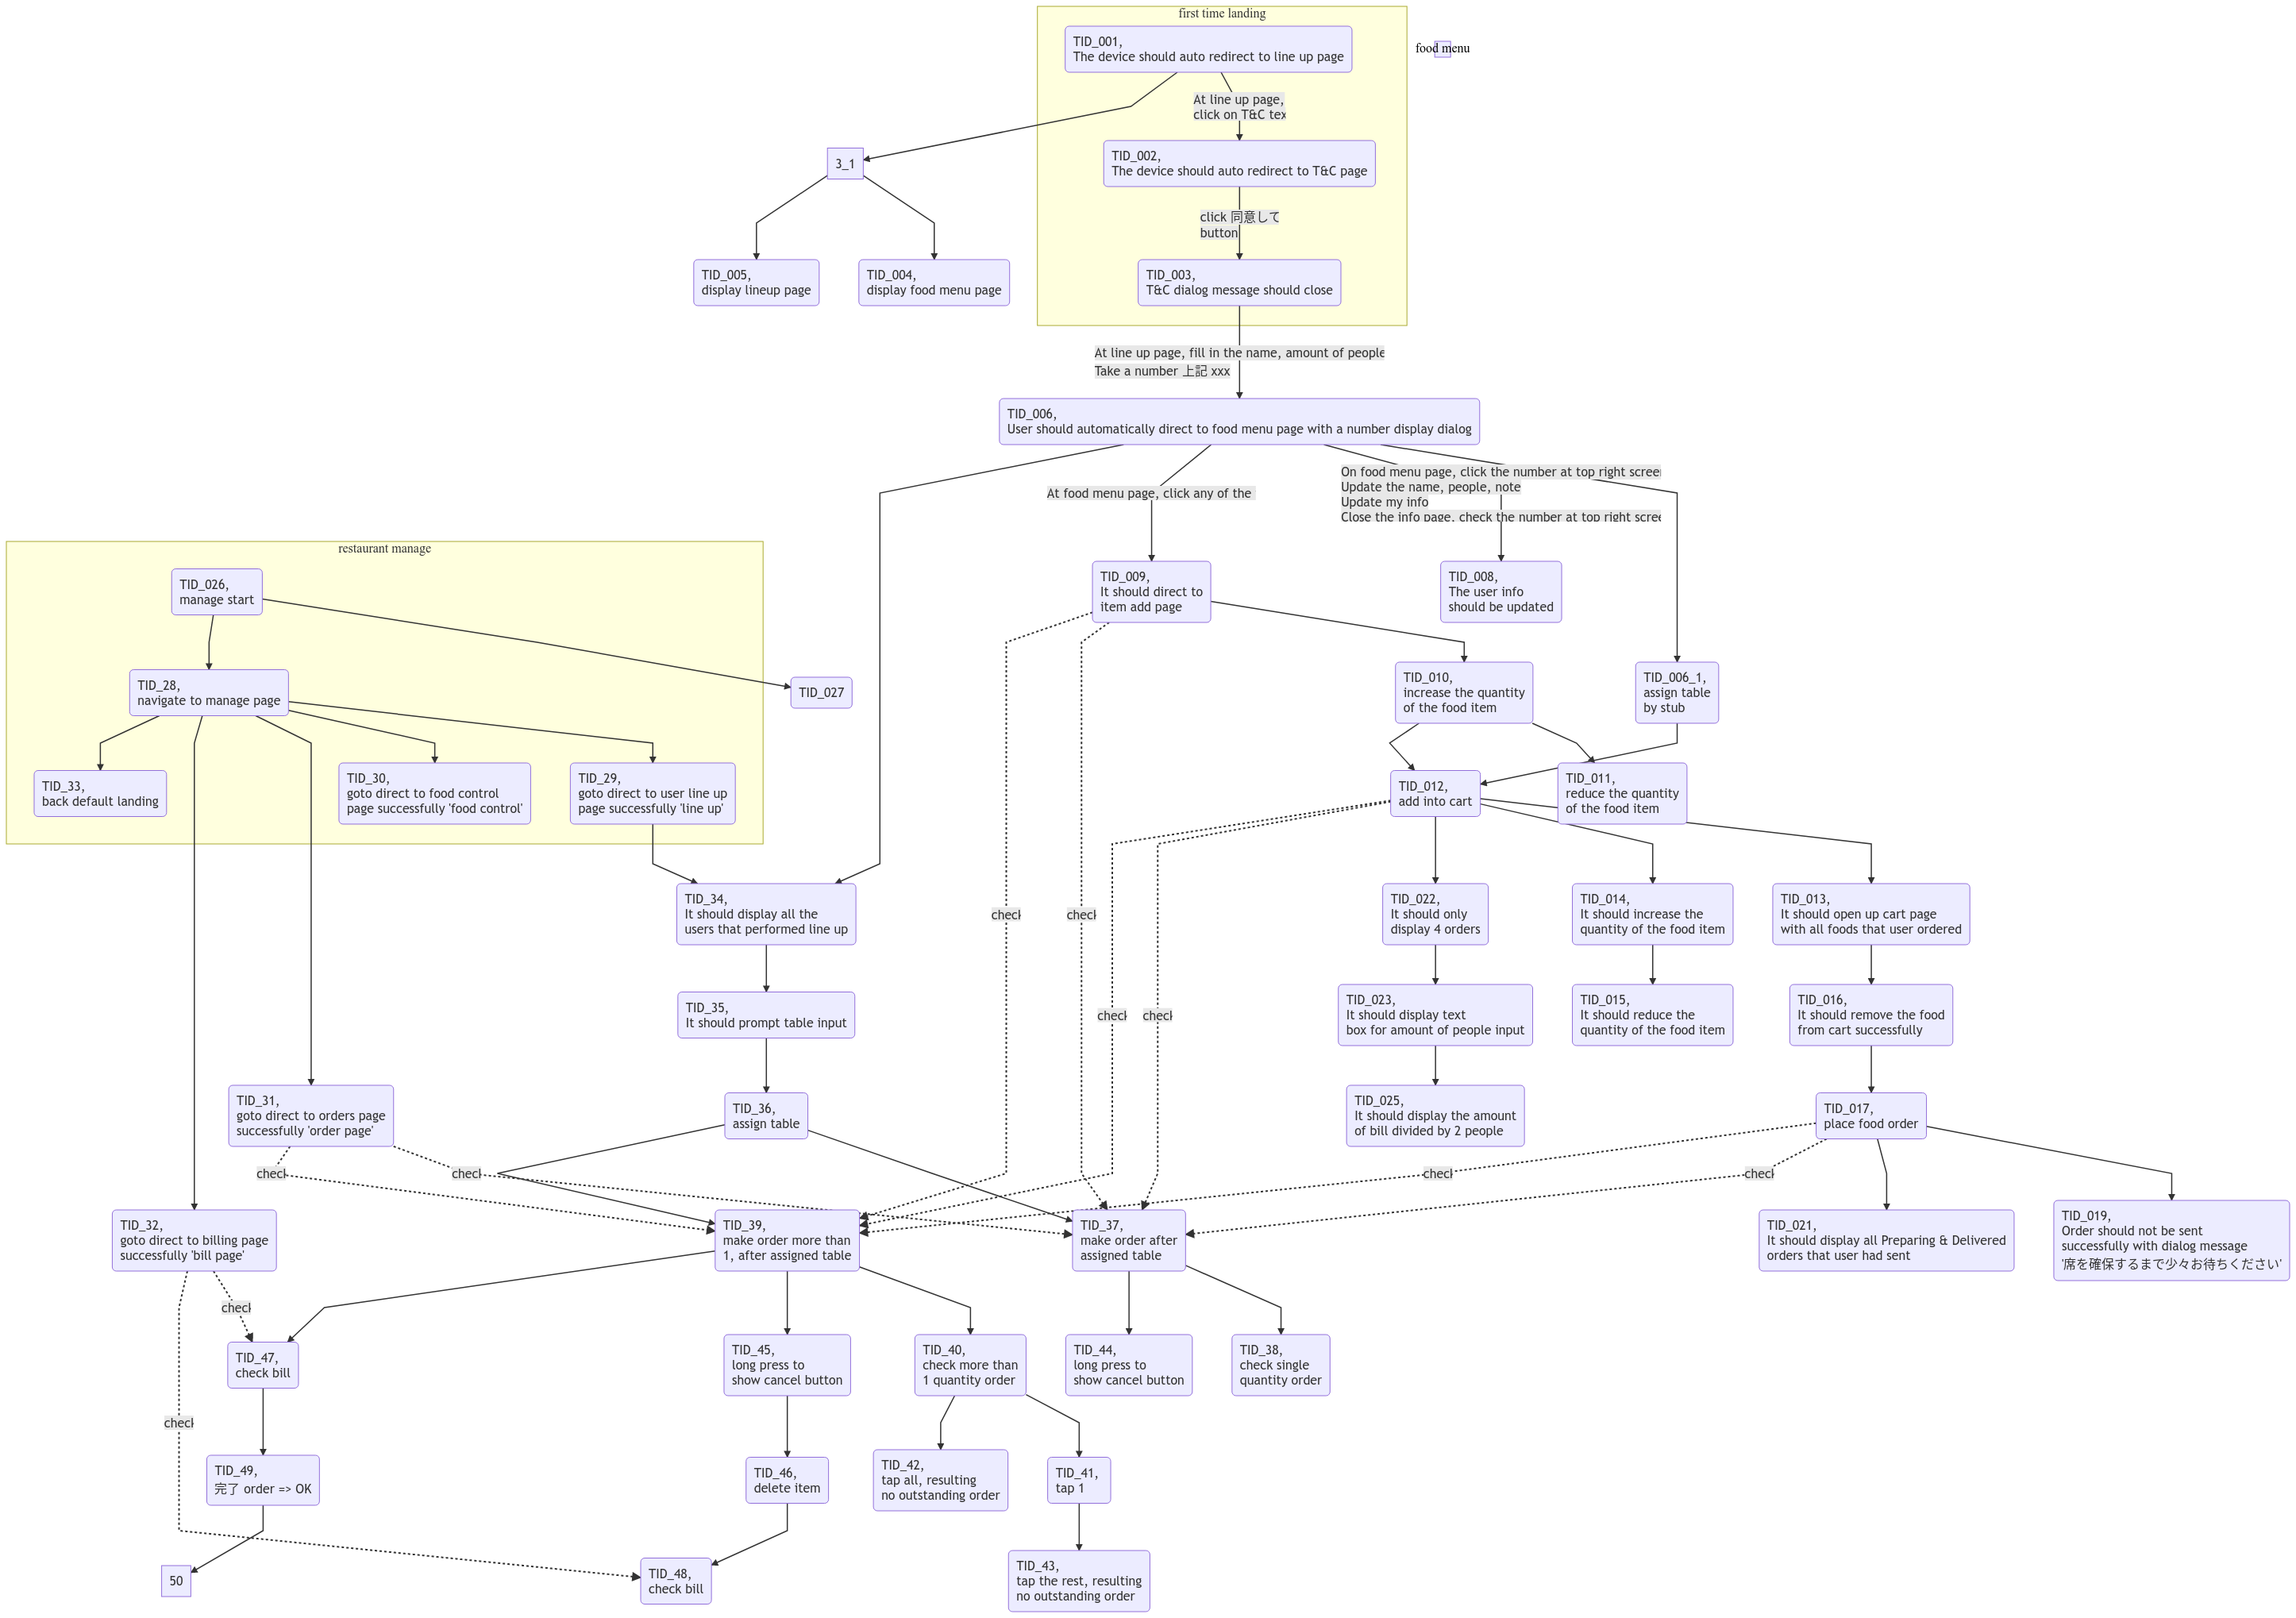 first time landing
TID_001,
The device should auto redirect to line up page
food menu
At line up page,
click on T&C tex
3_1
TID_002,
The device should auto redirect to T&C page
click 同意して
button
TID_005,
display lineup page
TID_004,
display food menu page
TID_003,
T&C dialog message should close
At line up page, fill in the name, amount of people
Take a number 上記 xxx
TID_006,
User should automatically direct to food menu page with a number display dialog
At food menu page, click any of the
On food menu page, click the number at top right screen
Update the name, people, note
Update my info
Close the info page, check the number at top right scree
restaurant manage
TID_026,
manage start
TID_009,
It should direct to
item add page
TID_008,
The user info
should be updated
TID_28,
navigate to manage page
TID_027
TID_010,
increase the quantity
of the food item
TID_006_1,
assign table
by stub
TID_33,
back default landing
TID_30,
goto direct to food control
page successfully 'food control'
TID_29,
goto direct to user line up
page successfully 'line up'
TID_012,
add into cart
TID_011,
reduce the quantity
of the food item
TID_34,
It should display all the
users that performed line up
check
check
TID_022,
It should only
display 4 orders
TID_014,
It should increase the
quantity of the food item
TID_013,
It should open up cart page
with all foods that user ordered
TID_35,
It should prompt table input
check
check
TID_023,
It should display text
box for amount of people input
TID_015,
It should reduce the
quantity of the food item
TID_016,
It should remove the food
from cart successfully
TID_31,
goto direct to orders page
successfully 'order page'
TID_36,
assign table
TID_025,
It should display the amount
of bill divided by 2 people
TID_017,
place food order
check
check
check
check
TID_32,
goto direct to billing page
successfully 'bill page'
TID_39,
make order more than
1, after assigned table
TID_37,
make order after
assigned table
TID_021,
It should display all Preparing & Delivered
orders that user had sent
TID_019,
Order should not be sent
successfully with dialog message
'席を確保するまで少々お待ちください'
check
TID_47,
check bill
TID_45,
long press to
show cancel button
TID_40,
check more than
1 quantity order
TID_44,
long press to
show cancel button
TID_38,
check single
quantity order
check
TID_49,
完了 order => OK
TID_46,
delete item
TID_42,
tap all, resulting
no outstanding order
TID_41,
tap 1
50
TID_48,
check bill
TID_43,
tap the rest, resulting
no outstanding order